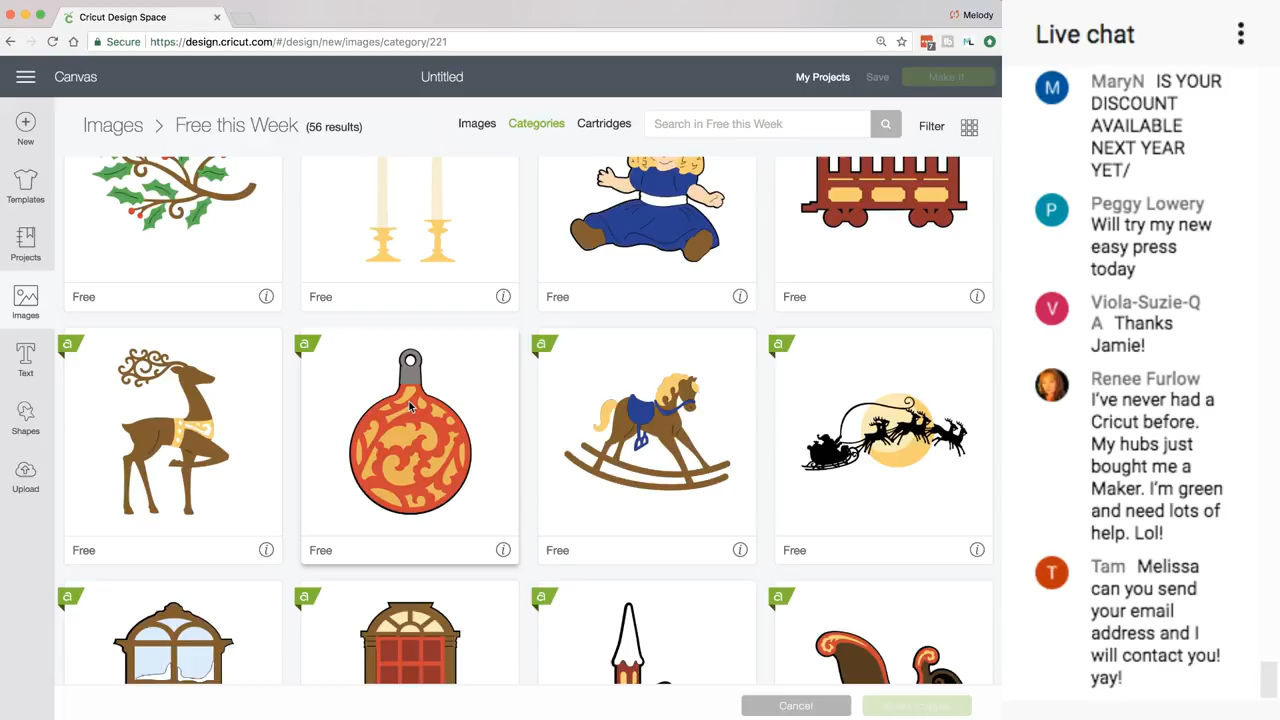 Cricut Design Space
Melody
Secure https://design.cricut.com/#/design/new/images/category/221
7
Canvas
Untitled
My Projects
Save
Make it
New
Templates
Projects
Images
Text
Shapes
Upload
Images > Free this Week (56 results)
Images
Categories
Cartridges
Search in Free this Week
Filter
Free
Free
Free
Free
a
a
a
a
Free
Free
Free
Free
a
a
a
a
Cancel
Live chat
M
MaryN IS YOUR
DISCOUNT
AVAILABLE
NEXT YEAR
YET/
P
Peggy Lowery
Will try my new
easy press
today
V
Viola-Suzie-Q
A Thanks
Jamie!
Renee Furlow
I've never had a
Cricut before.
My hubs just
bought me a
Maker. I'm green
and need lots of
help. Lol!
T
Tam Melissa
can you send
your email
address and I
will contact you!
yay!